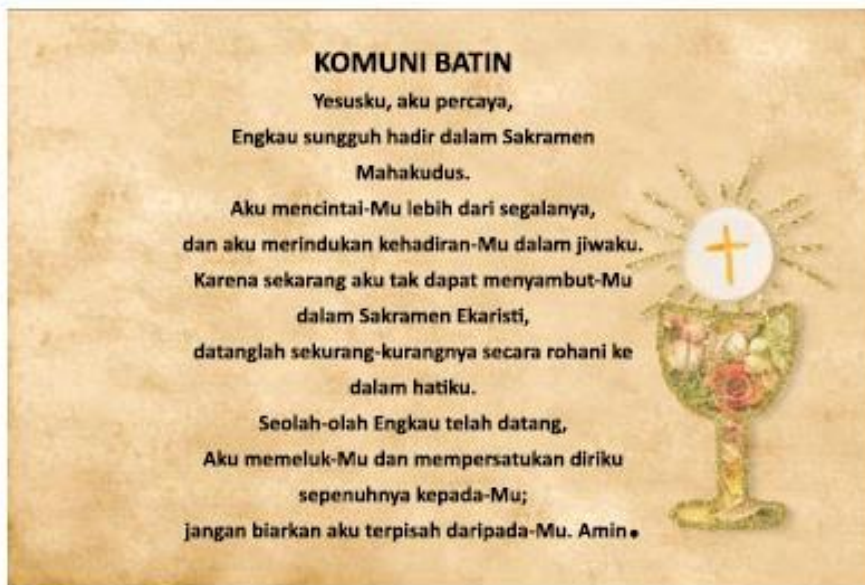 KOMUNI BATIN
Yesusku, aku percaya,
Engkau sungguh hadir dalam Sakramen
Mahakudus.
Aku mencintai-Mu lebih dari segalanya,
dan aku merindukan kehadiran-Mu dalam jiwaku.
Karena sekarang aku tak dapat menyambut-Mu
dalam Sakramen Ekaristi,
datanglah sekurang-kurangnya secara rohani ke
dalam hatiku.
Seolah-olah Engkau telah datang,
Aku memeluk-Mu dan mempersatukan diriku
sepenuhnya kepada-Mu;
jangan biarkan aku terpisah daripada-Mu. Amin.